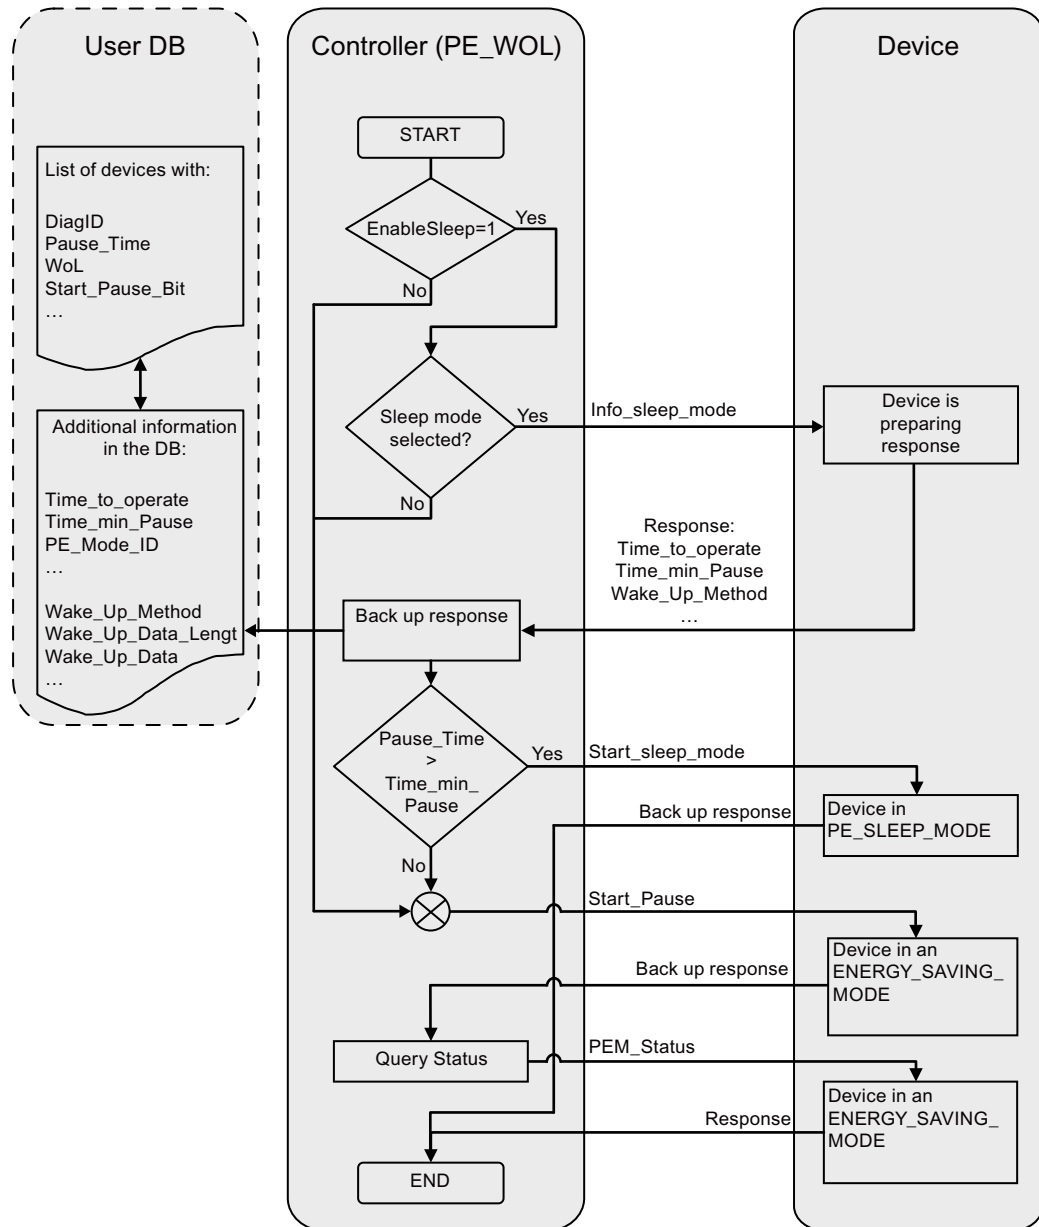 User DB
List of devices with:
DiagID
Pause_Time
WoL
Start_Pause_Bit
…
Additional information
in the DB:
Time_to_operate
Time_min_Pause
PE_Mode_ID
…
Wake_Up_Method
Wake_Up_Data_Lengt
Wake_Up_Data
…
Controller (PE_WOL)
START
EnableSleep=1
Yes
No
Sleep mode
selected?
Yes
No
Info_sleep_mode
Response:
Time_to_operate
Time_min_Pause
Wake_Up_Method
…
Back up response
Pause_Time
>
Time_min_
Pause
Yes
No
Start_sleep_mode
Back up response
Start_Pause
Back up response
Query Status
PEM_Status
Response
END
Device
Device is
preparing
response
Device in
PE_SLEEP_MODE
Device in an
ENERGY_SAVING_
MODE
Device in an
ENERGY_SAVING_
MODE